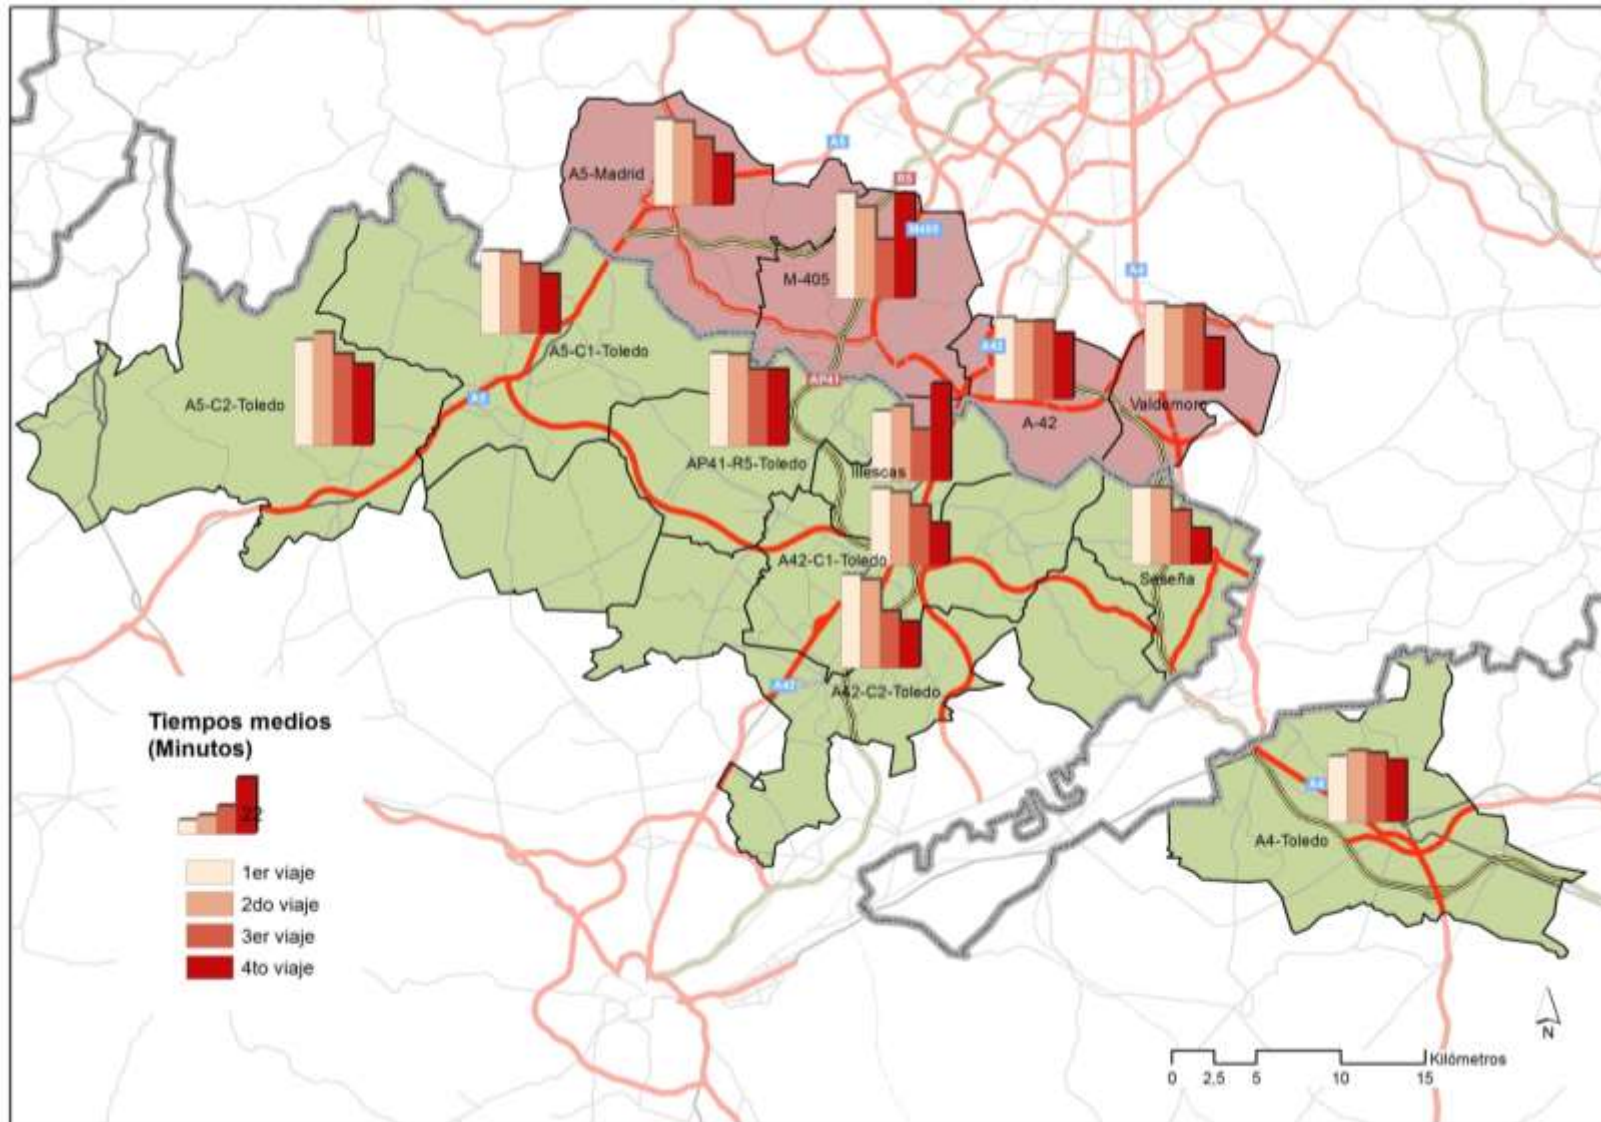 A5
R5
A5-Madrid
M405
M-405
A4
A5-C1-Toledo
A42
AP41
A5
A5-C2-Toledo
Valdemoro
A-42
AP41-R5-Toledo
Illescas
A42-C1-Toledo
Seseña
A42
A42-C2-Toledo
Tiempos medios
(Minutos)
22
A4
A4-Toledo
1er viaje
2do viaje
3er viaje
4to viaje
N
Kilómetros
0 2,5 5 10 15